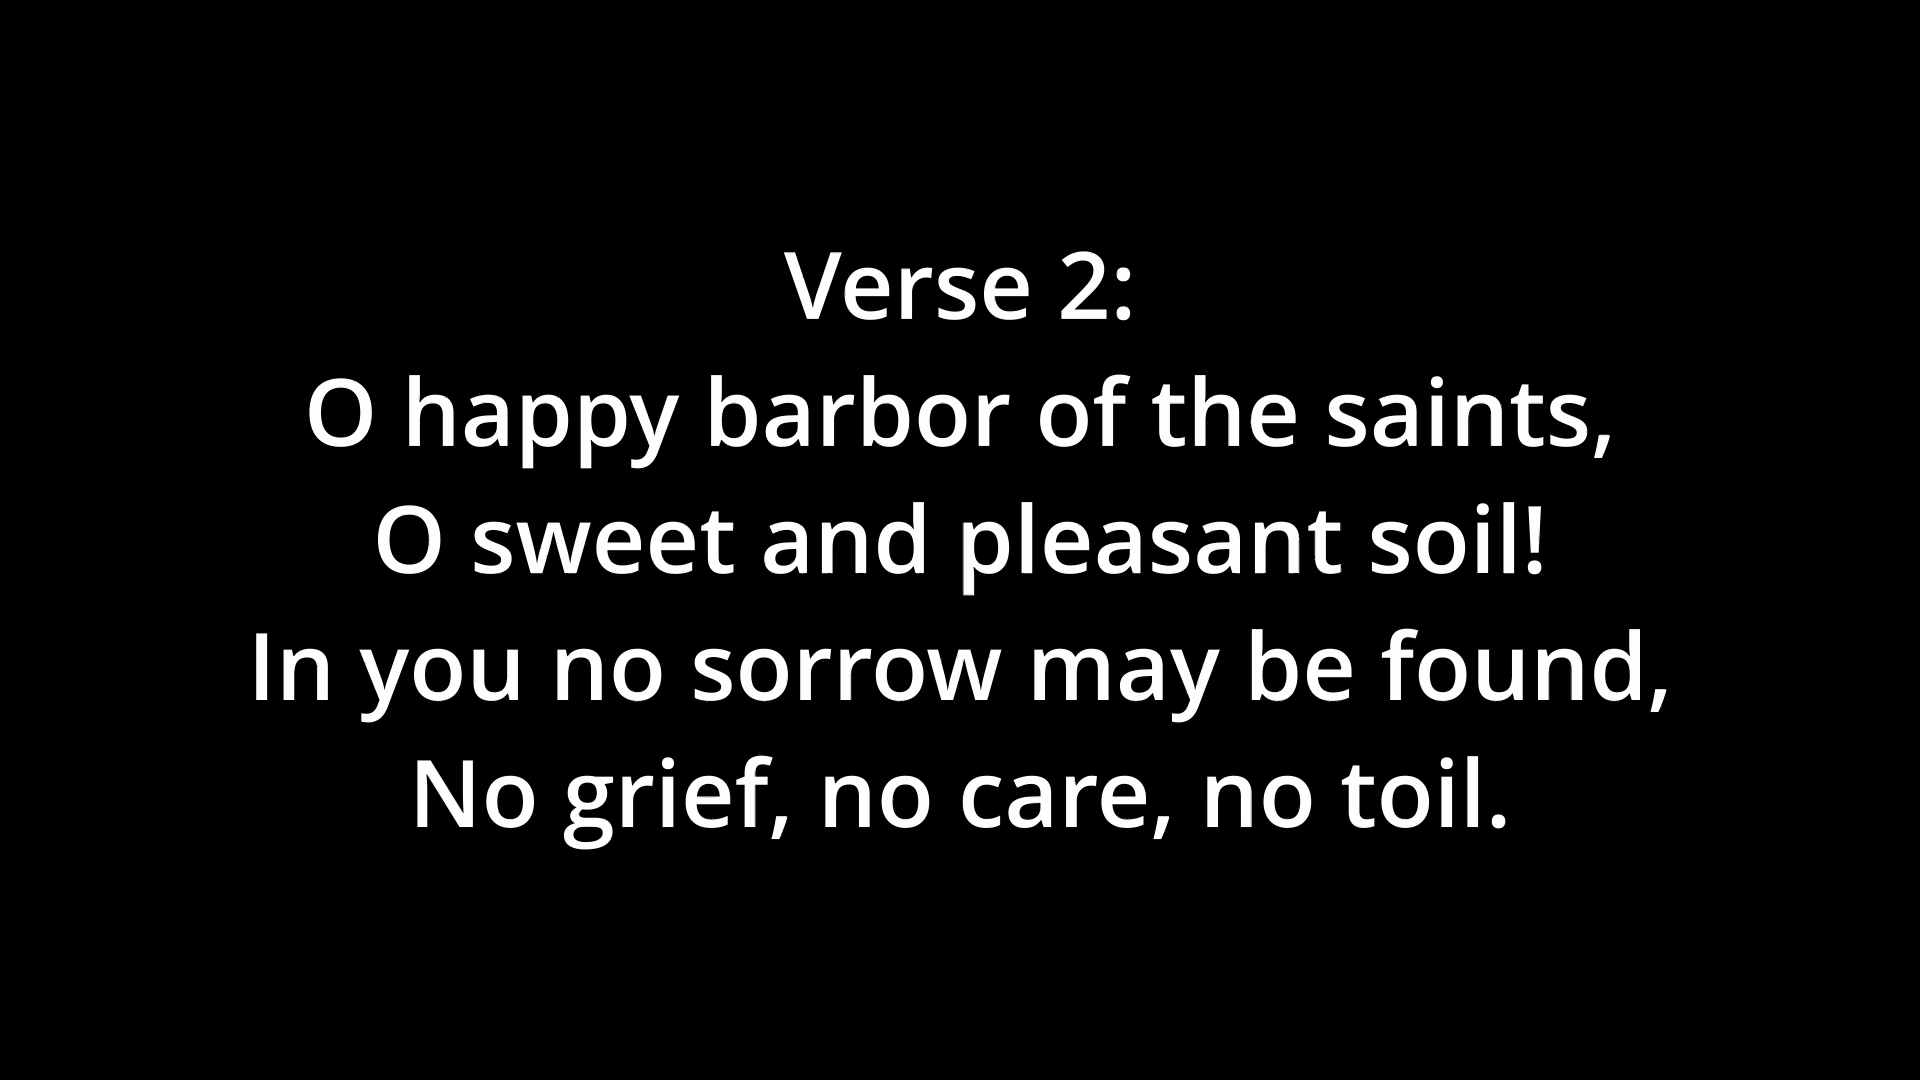 Verse 2:
O happy barbor of the saints,
O sweet and pleasant soil!
In you no sorrow may be found,
No grief, no care, no toil.